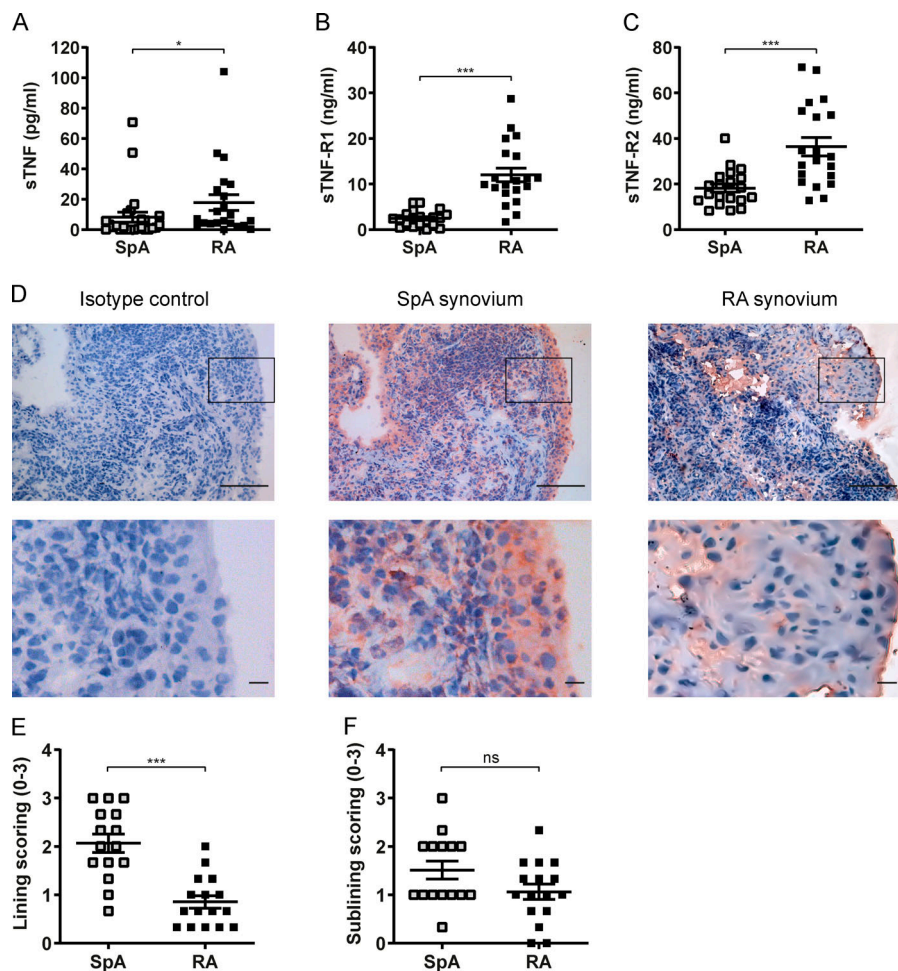 A
B
C
*
***
***
sTNF (pg/ml)
120
100
80
60
40
20
0
SpA RA
sTNF-R1 (ng/ml)
40
30
20
10
0
SpA RA
sTNF-R2 (ng/ml)
80
60
40
20
0
SpA RA
D
Isotype control
SpA synovium
RA synovium
E
F
***
ns
Lining scoring (0-3)
4
3
2
1
0
SpA RA
Sublining scoring (0-3)
4
3
2
1
0
SpA RA